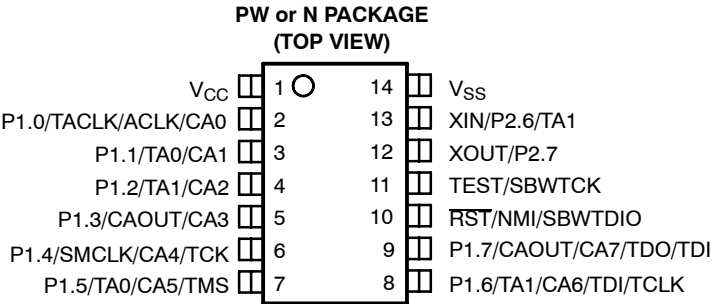 PW or N PACKAGE
(TOP VIEW)
VCC 1 14 VSS
P1.0/TACLK/ACLK/CA0 2 13 XIN/P2.6/TA1
P1.1/TA0/CA1 3 12 XOUT/P2.7
P1.2/TA1/CA2 4 11 TEST/SBWTCK
P1.3/CAOUT/CA3 5 10 RST/NMI/SBWTDIO
P1.4/SMCLK/CA4/TCK 6 9 P1.7/CAOUT/CA7/TDO/TDI
P1.5/TA0/CA5/TMS 7 8 P1.6/TA1/CA6/TDI/TCLK